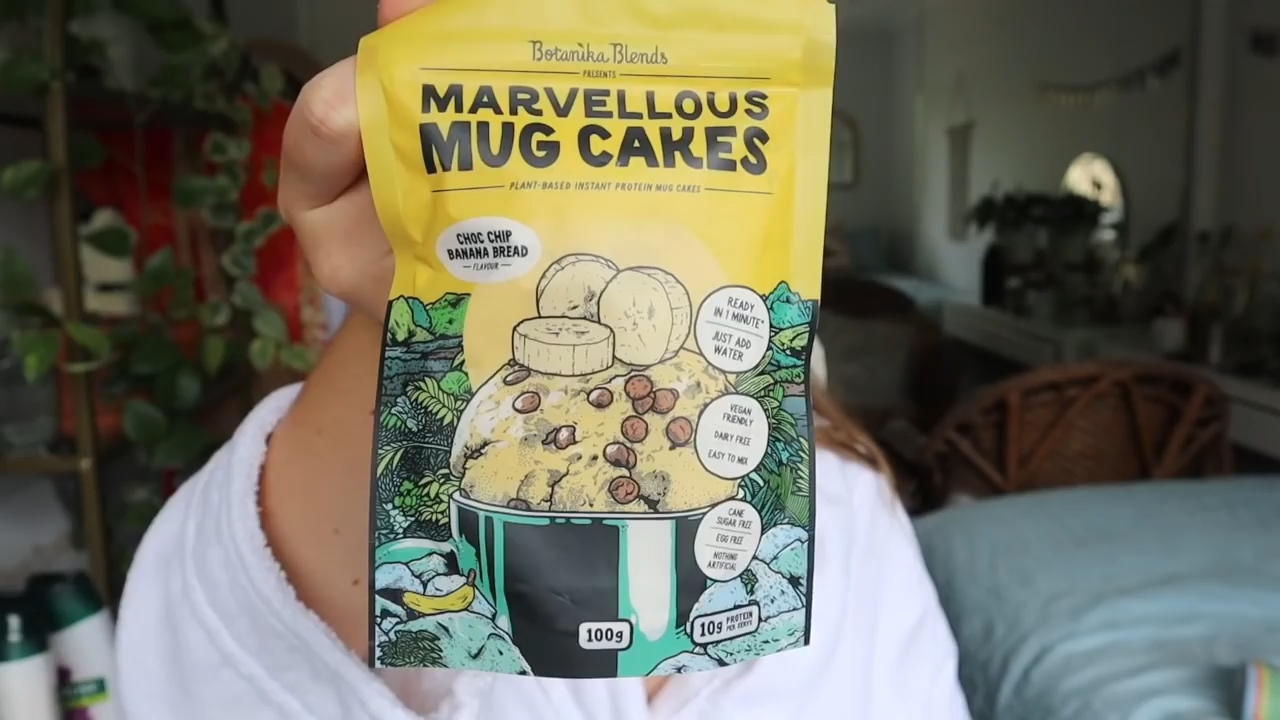 Botanika Blends
PRESENTS
MARVELLOUS
MUG CAKES
PLANT-BASED INSTANT PROTEIN MUG CAKES
CHOC CHIP
BANANA BREAD
FLAVOUR
READY
IN 1 MINUTE*
JUST ADD
WATER
VEGAN
FRIENDLY
DAIRY FREE
EASY TO MIX
CANE
SUGAR FREE
EGG FREE
NOTHING
ARTIFICIAL
100g
10g PROTEIN
PER SERVE